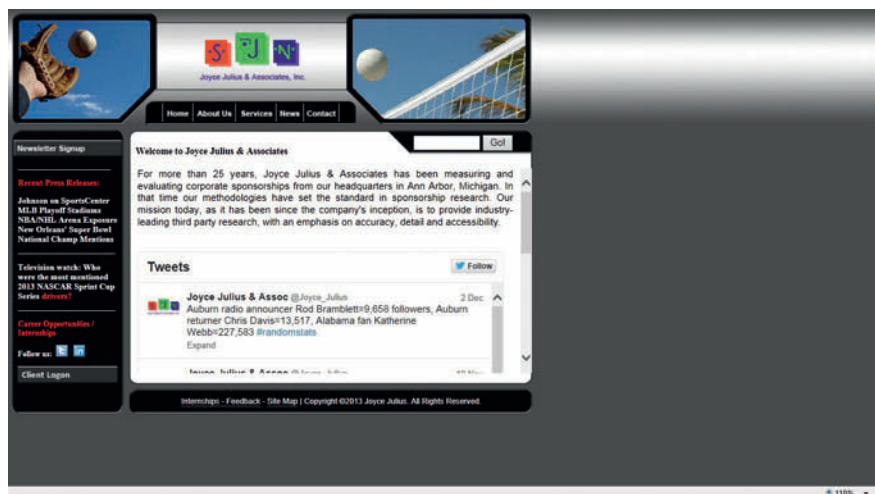 S J N
Joyce Julius & Associates, Inc.
Home About Us Services News Contact
Newsletter Signup
Recent Press Releases:
Johnson on SportsCenter
MLB Playoff Stadiums
NBA/NHL Arena Exposure
New Orleans' Super Bowl
National Champ Mentions
Television watch: Who
were the most mentioned
2013 NASCAR Sprint Cup
Series drivers?
Career Opportunities /
Internships
Follow us:
Client Logon
Go!
Welcome to Joyce Julius & Associates
For more than 25 years, Joyce Julius & Associates has been measuring and
evaluating corporate sponsorships from our headquarters in Ann Arbor, Michigan. In
that time our methodologies have set the standard in sponsorship research. Our
mission today, as it has been since the company's inception, is to provide industry-
leading third party research, with an emphasis on accuracy, detail and accessibility.
Tweets
Follow
Joyce Julius & Assoc @Joyce_Julius 2 Dec
Auburn radio announcer Rod Bramblett=9,658 followers, Auburn
returner Chris Davis=13,517, Alabama fan Katherine
Webb=227,583 #randomstats
Expand
Joyce Julius & Assoc @Joyce_Julius
Internships - Feedback - Site Map | Copyright ©2013 Joyce Julius. All Rights Reserved.
110%